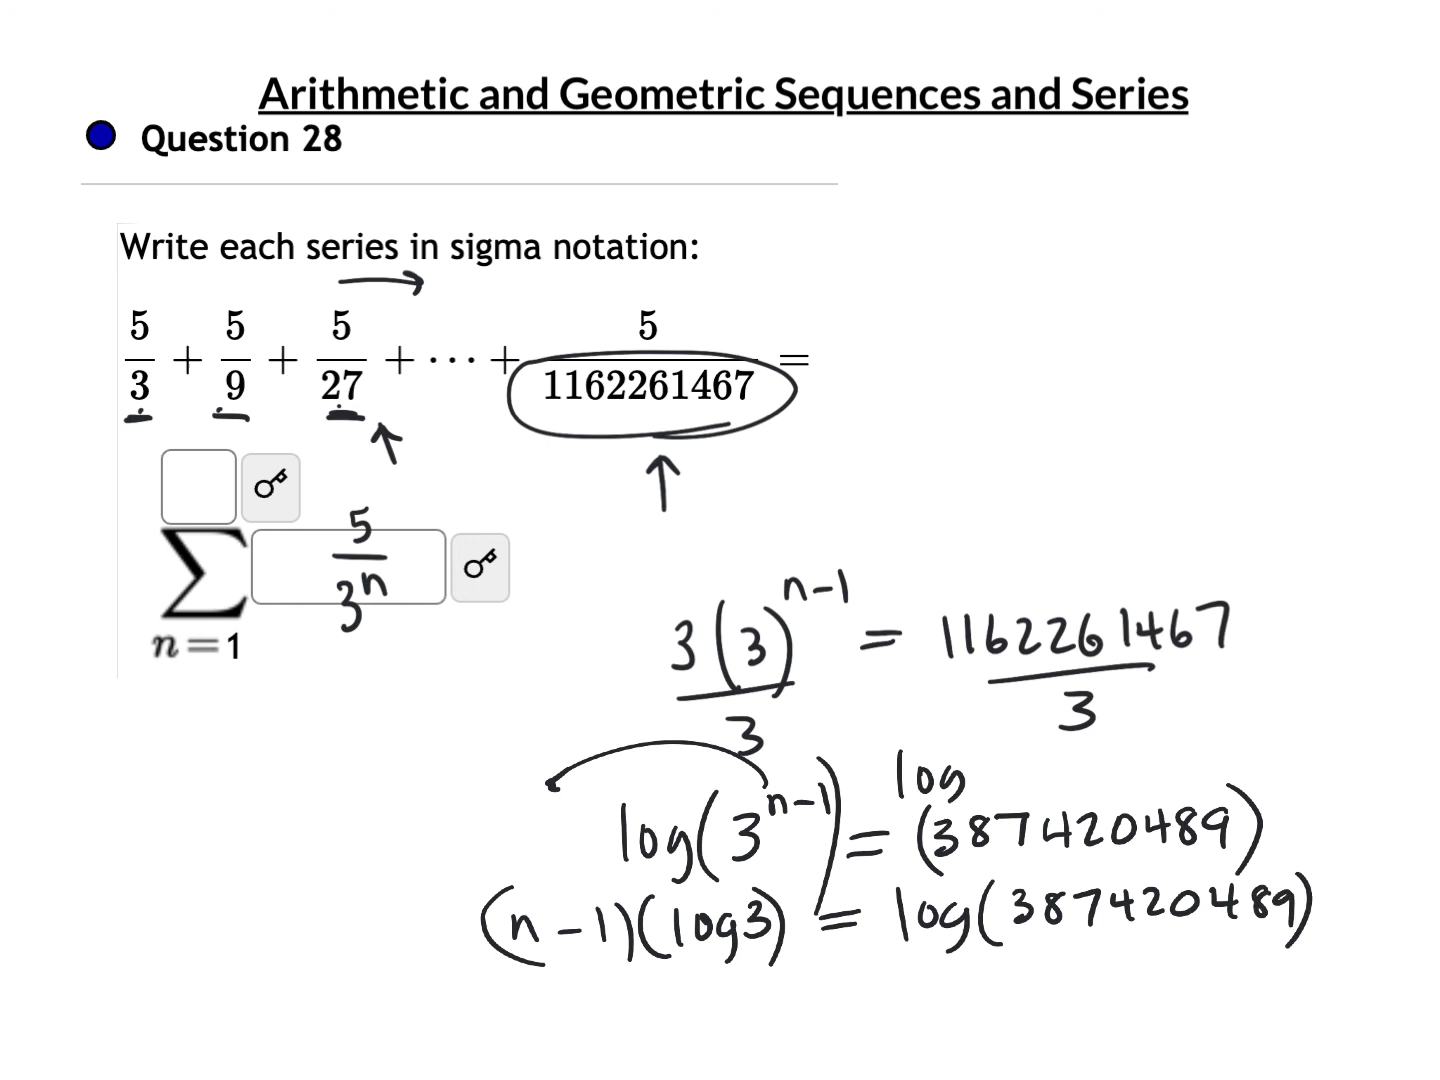 Arithmetic and Geometric Sequences and Series
Question 28
Write each series in sigma notation:
5/3 + 5/9 + 5/27 + ··· + 5/1162261467 =
∑ 5/3^n
n = 1
3(3)^(n-1)/3 = 1162261467/3
log(3^(n-1)) = log(387420489)
(n-1)(log3) = log(387420489)